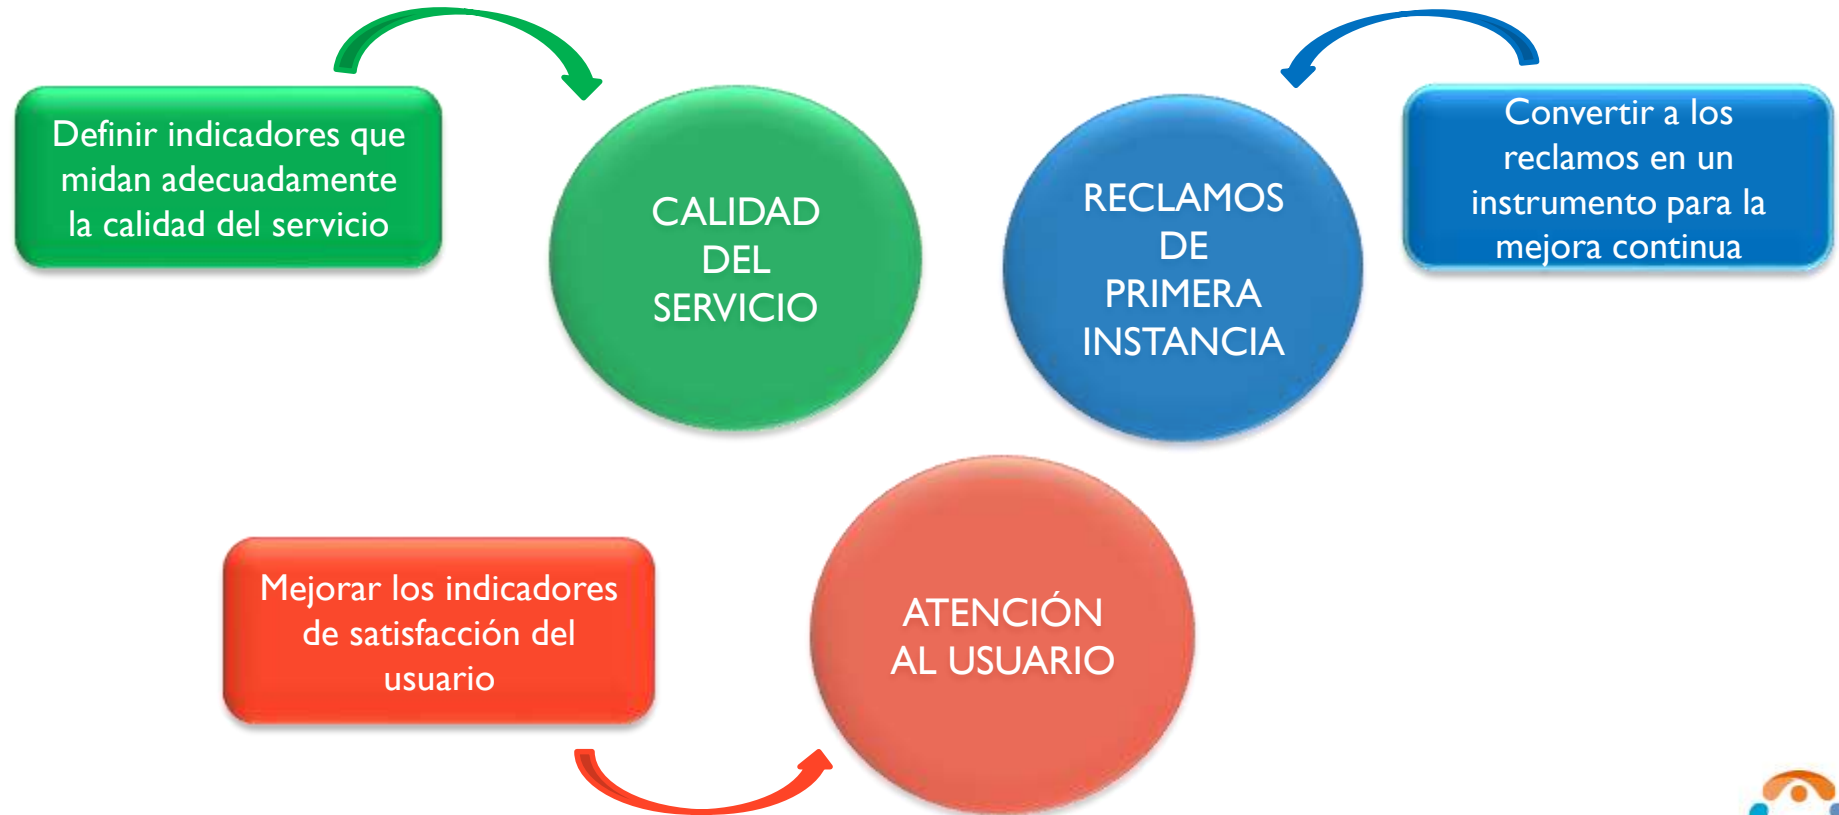 Definir indicadores que
midan adecuadamente
la calidad del servicio
CALIDAD
DEL
SERVICIO
RECLAMOS
DE
PRIMERA
INSTANCIA
Convertir a los
reclamos en un
instrumento para la
mejora continua
Mejorar los indicadores
de satisfacción del
usuario
ATENCIÓN
AL USUARIO